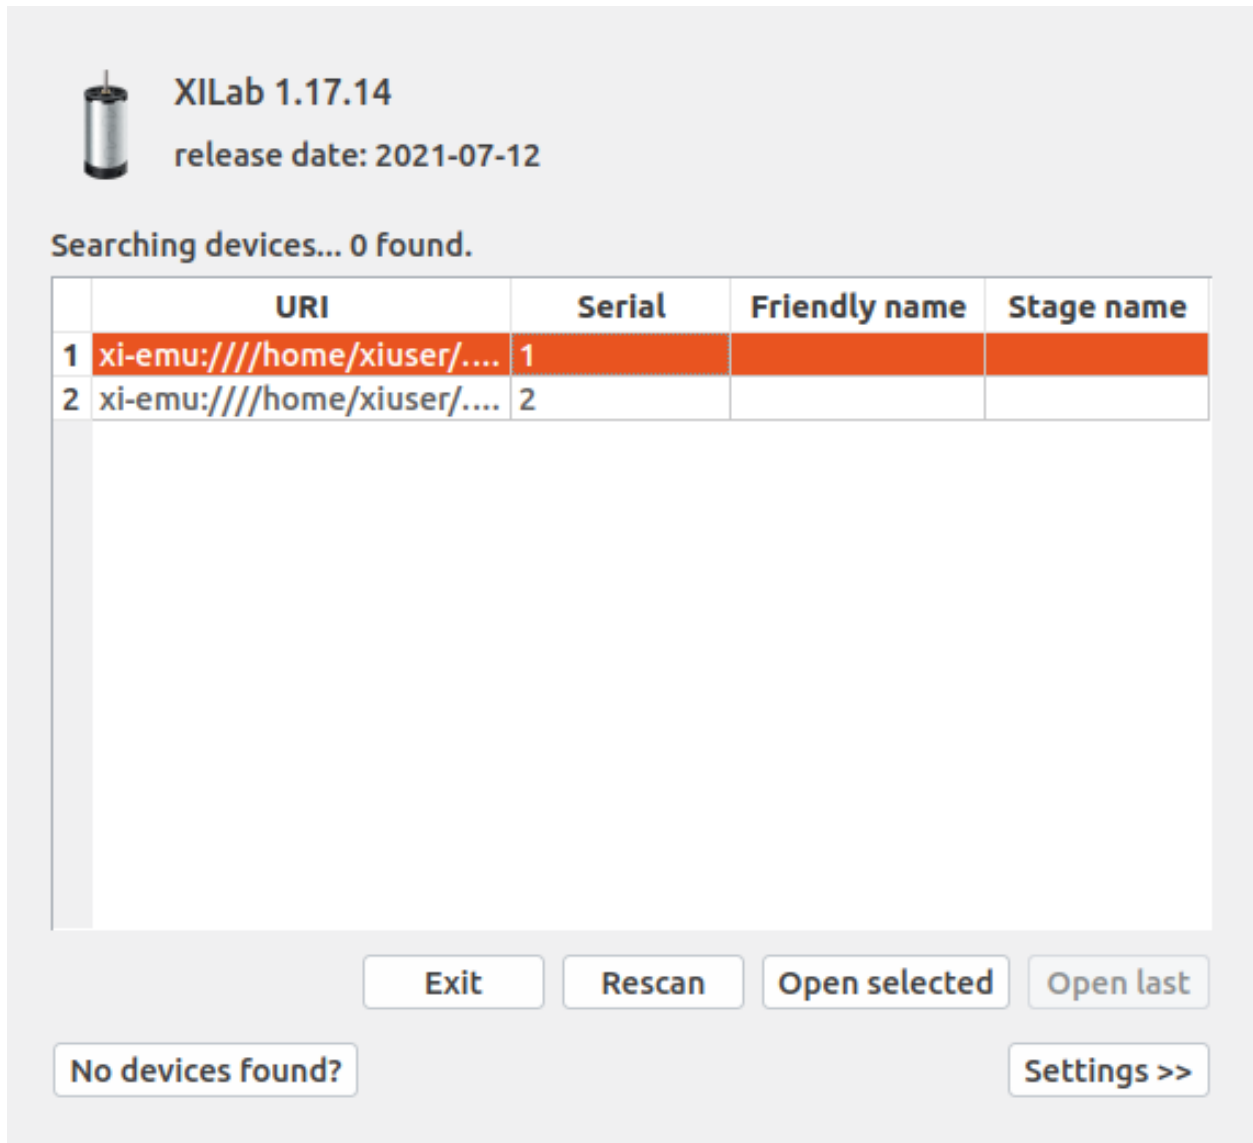 XILab 1.17.14
release date: 2021-07-12
Searching devices... 0 found.
URI Serial Friendly name Stage name
1 xi-emu:////home/xiuser/.... 1
2 xi-emu:////home/xiuser/.... 2
Exit Rescan Open selected Open last
No devices found? Settings >>